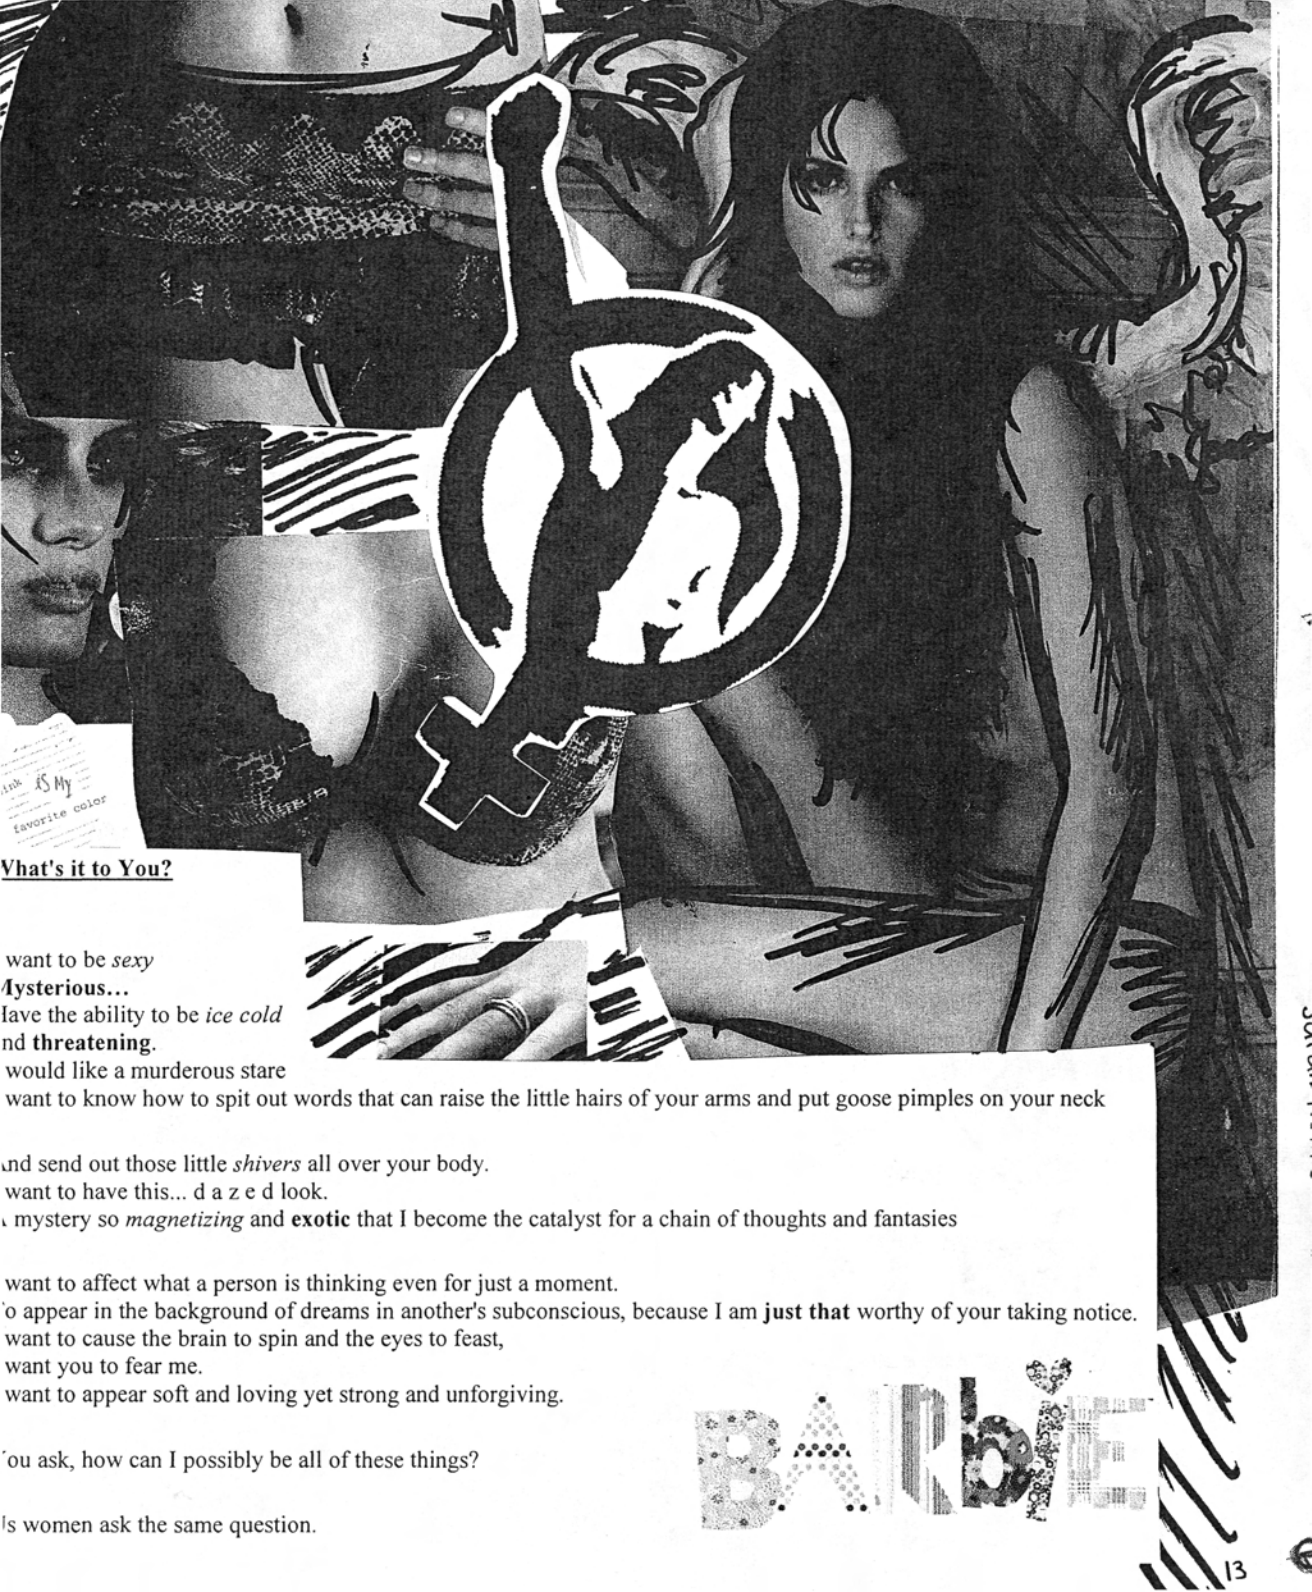 ink is My
favorite color
What's it to You?
want to be sexy
Mysterious...
Have the ability to be ice cold
nd threatening.
would like a murderous stare
want to know how to spit out words that can raise the little hairs of your arms and put goose pimples on your neck
And send out those little shivers all over your body.
want to have this... d a z e d look.
A mystery so magnetizing and exotic that I become the catalyst for a chain of thoughts and fantasies
want to affect what a person is thinking even for just a moment.
To appear in the background of dreams in another's subconscious, because I am just that worthy of your taking notice.
want to cause the brain to spin and the eyes to feast,
want you to fear me.
want to appear soft and loving yet strong and unforgiving.
You ask, how can I possibly be all of these things?
Us women ask the same question.
BARbiE
13